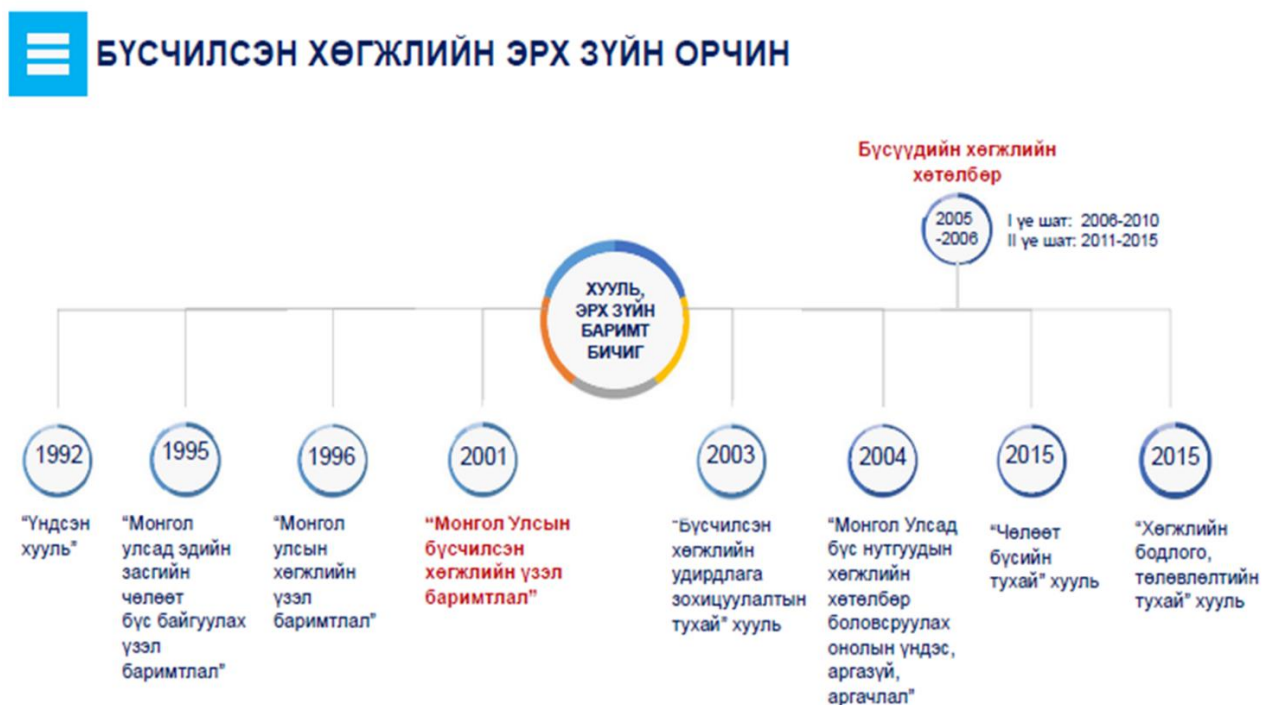 БҮСЧИЛСЭН ХӨГЖЛИЙН ЭРХ ЗҮЙН ОРЧИН
Бүсүүдийн хөгжлийн
хөтөлбөр
2005
-2006
I үе шат: 2006-2010
II үе шат: 2011-2015
ХУУЛЬ,
ЭРХ ЗҮЙН
БАРИМТ
БИЧИГ
1992
“Үндсэн
хууль”
1995
“Монгол
улсад эдийн
засгийн
чөлөөт
бүс байгуулах
үзэл
баримтлал”
1996
“Монгол
улсын
хөгжлийн
үзэл
баримтлал”
2001
“Монгол Улсын
бүсчилсэн
хөгжлийн үзэл
баримтлал”
2003
“Бүсчилсэн
хөгжлийн
удирдлага
зохицуулалтын
тухай” хууль
2004
“Монгол Улсад
бүс нутгуудын
хөгжлийн
хөтөлбөр
боловсруулах
онолын үндэс,
аргазүй,
аргачлал”
2015
“Чөлөөт
бүсийн
тухай” хууль
2015
“Хөгжлийн
бодлого,
төлөвлөлтийн
тухай” хууль